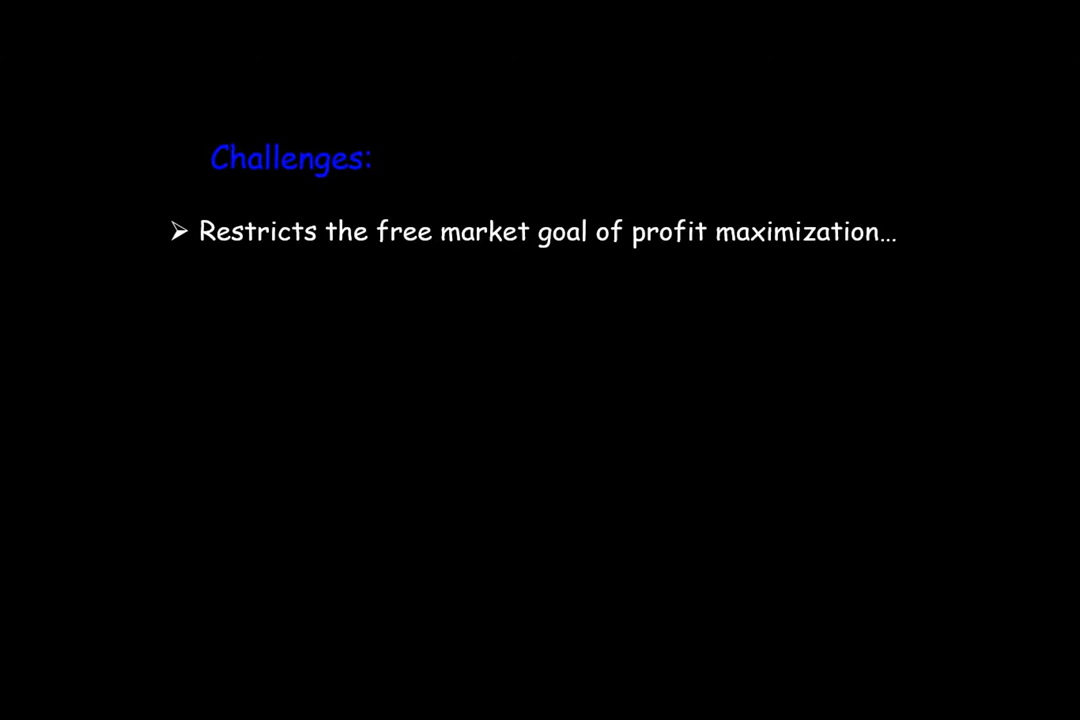 Challenges:
➢ Restricts the free market goal of profit maximization…